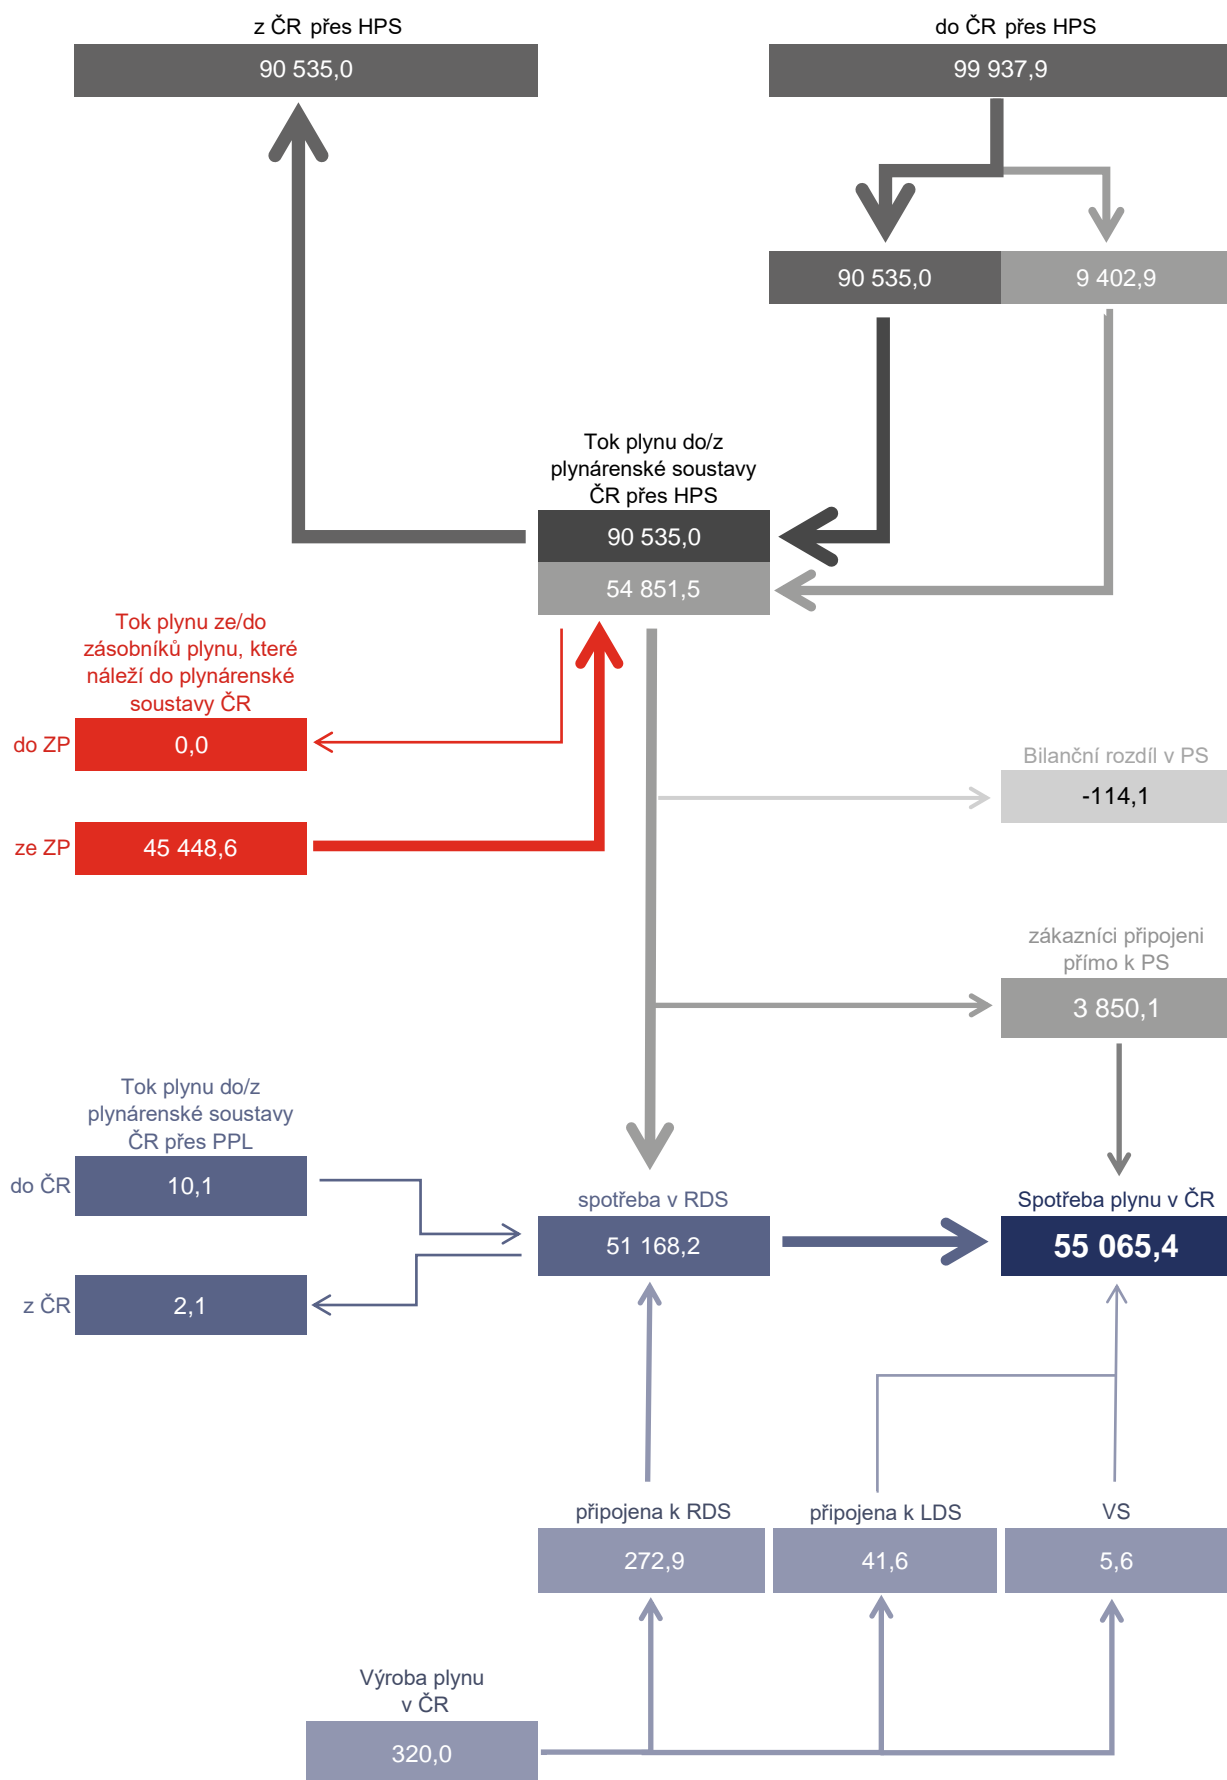 z ČR přes HPS
90 535,0
do ČR přes HPS
99 937,9
90 535,0
9 402,9
Tok plynu do/z
plynárenské soustavy
ČR přes HPS
90 535,0
54 851,5
Tok plynu ze/do
zásobníků plynu, které
náleží do plynárenské
soustavy ČR
do ZP
0,0
Bilanční rozdíl v PS
-114,1
ze ZP
45 448,6
zákazníci připojeni
přímo k PS
3 850,1
Tok plynu do/z
plynárenské soustavy
ČR přes PPL
do ČR
10,1
spotřeba v RDS
51 168,2
Spotřeba plynu v ČR
55 065,4
z ČR
2,1
připojena k RDS
272,9
připojena k LDS
41,6
VS
5,6
Výroba plynu
v ČR
320,0